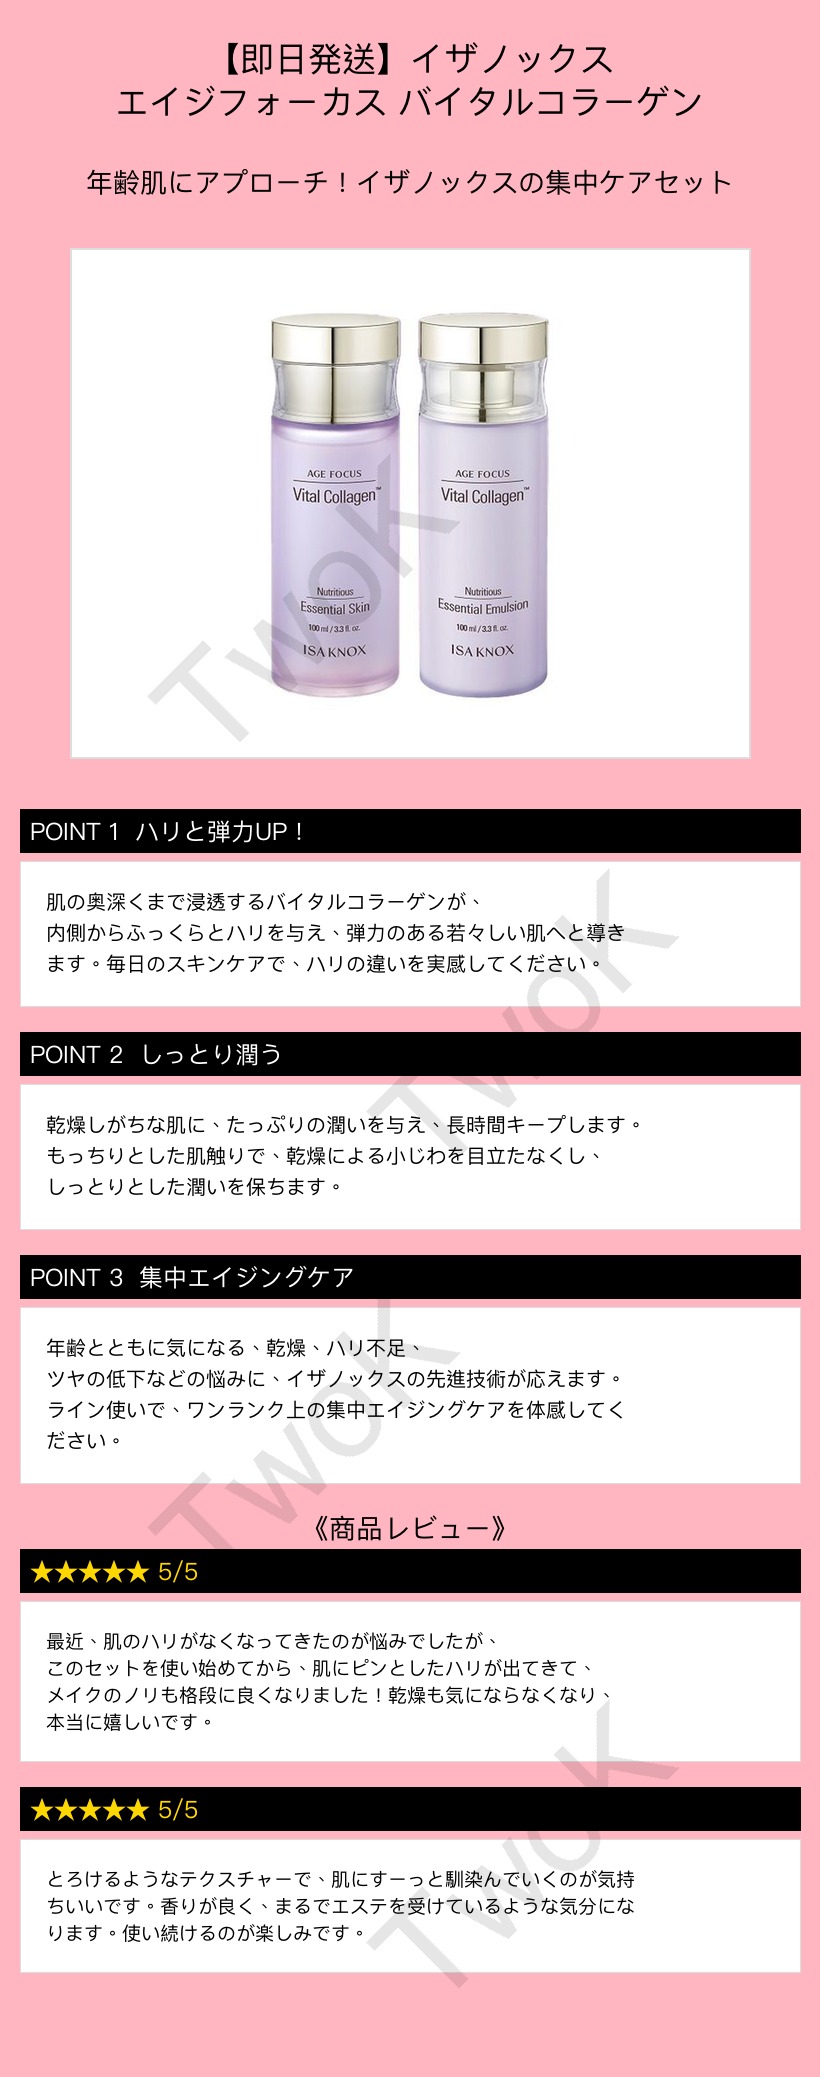 【即日発送】イザノックス
エイジフォーカス バイタルコラーゲン
年齢肌にアプローチ！イザノックスの集中ケアセット
AGE FOCUS
Vital Collagen™
Nutritious
Essential Skin
100 ml / 3.3 fl. oz.
ISA KNOX
AGE FOCUS
Vital Collagen™
Nutritious
Essential Emulsion
100 ml / 3.3 fl. oz.
ISA KNOX
TwoK
POINT 1 ハリと弾力UP！
肌の奥深くまで浸透するバイタルコラーゲンが、
内側からふっくらとハリを与え、弾力のある若々しい肌へと導き
ます。毎日のスキンケアで、ハリの違いを実感してください。
TwoK
POINT 2 しっとり潤う
乾燥しがちな肌に、たっぷりの潤いを与え、長時間キープします。
もっちりとした肌触りで、乾燥による小じわを目立たなくし、
しっとりとした潤いを保ちます。
POINT 3 集中エイジングケア
年齢とともに気になる、乾燥、ハリ不足、
ツヤの低下などの悩みに、イザノックスの先進技術が応えます。
ライン使いで、ワンランク上の集中エイジングケアを体感してく
ださい。
TwoK
《商品レビュー》
★★★★★ 5/5
最近、肌のハリがなくなってきたのが悩みでしたが、
このセットを使い始めてから、肌にピンとしたハリが出てきて、
メイクのノリも格段に良くなりました！乾燥も気にならなくなり、
本当に嬉しいです。
★★★★★ 5/5
とろけるようなテクスチャーで、肌にすーっと馴染んでいくのが気持
ちいいです。香りが良く、まるでエステを受けているような気分にな
ります。使い続けるのが楽しみです。
TwoK